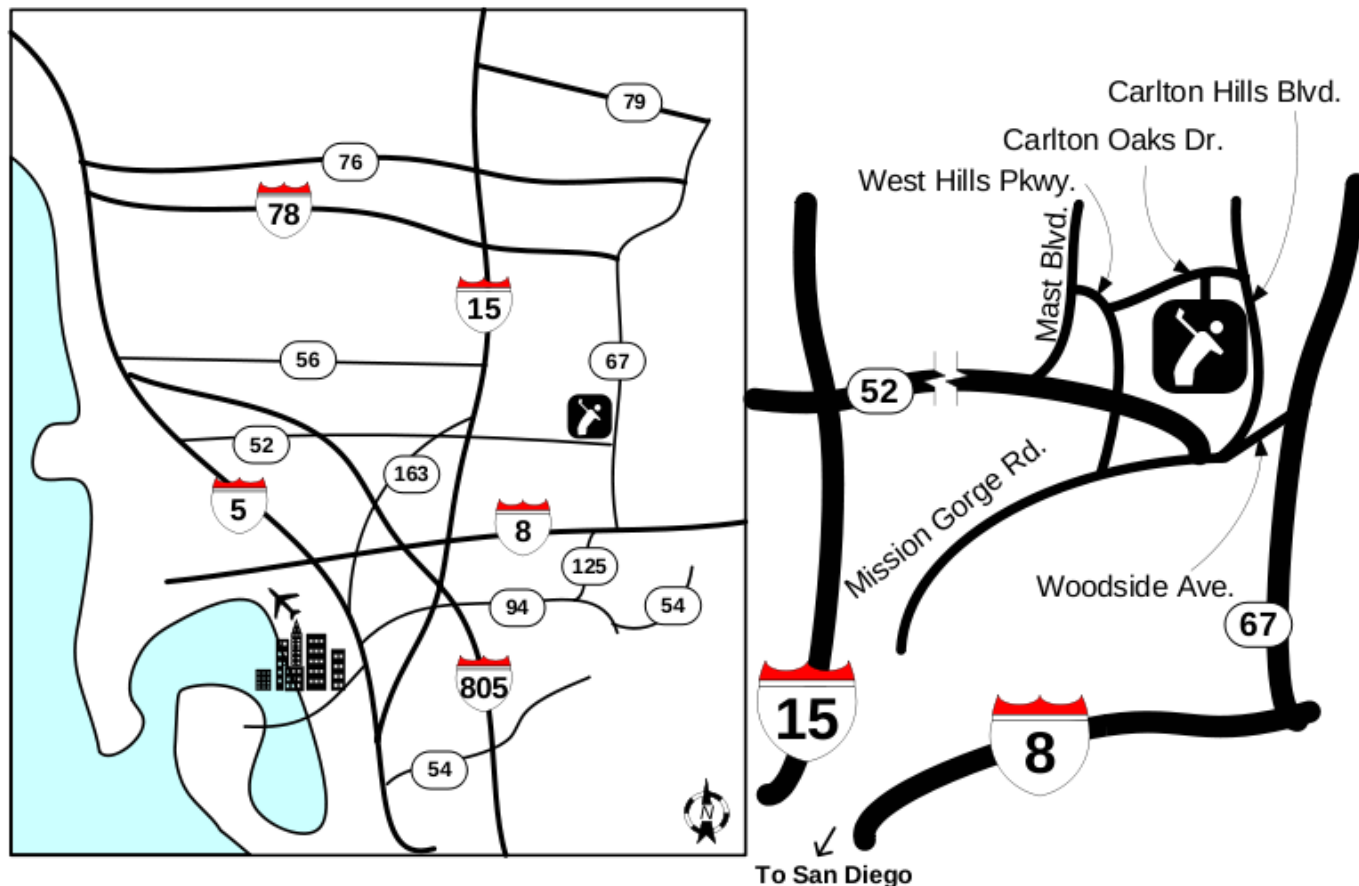 79
76
78
15
56
67
52
163
5
8
125
94
54
805
54
N
Carlton Hills Blvd.
Carlton Oaks Dr.
West Hills Pkwy.
Mast Blvd.
52
Mission Gorge Rd.
Woodside Ave.
67
15
8
To San Diego